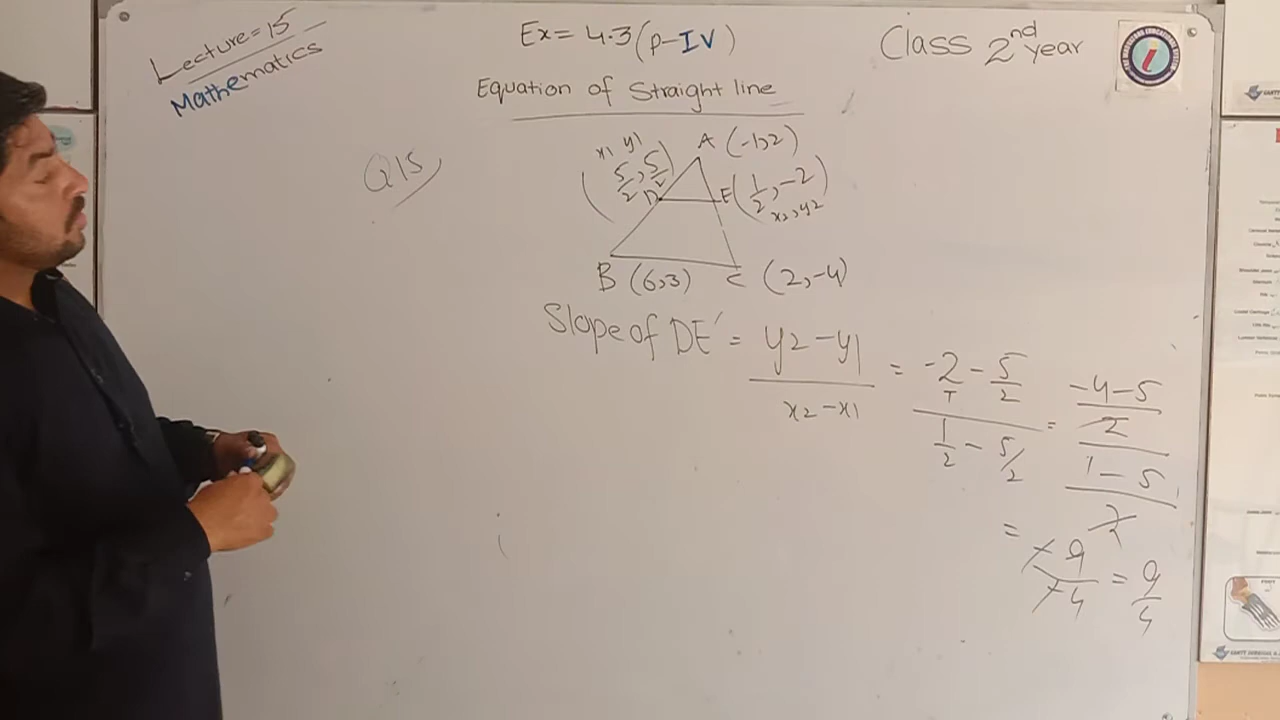 Lecture=15
Mathematics
Ex= 4.3 (P-IV)
Class 2nd year
Equation of Straight line
Q15
A (-1,2)
x1 y1
(5/2, 5/2)
D
E (1/2, -2)
x2, y2
B (6,3)
C (2,-4)
Slope of DE = y2-y1 / x2-x1 = -2/1 - 5/2 / 1/2 - 5/2 = -4-5 / 2 / 1-5 / 2
= -9/-4 = 9/4